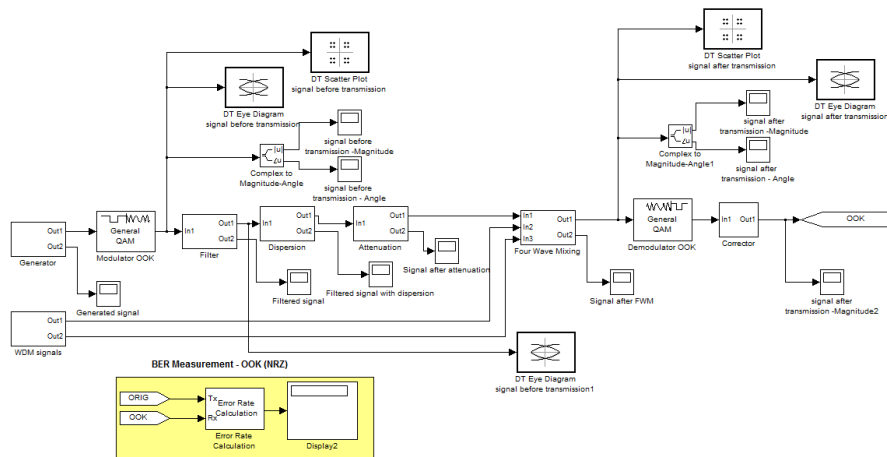 DT Scatter Plot
signal before transmission
DT Eye Diagram
signal before transmission
signal before
transmission -Magnitude
|u|
∠u
Complex to
Magnitude-Angle
signal before
transmission - Angle
DT Scatter Plot
signal after transmission
DT Eye Diagram
signal after transmission
signal after
transmission -Magnitude
|u|
∠u
Complex to
Magnitude-Angle1
signal after
transmission - Angle
Out1
Out2
Generator
General
QAM
Modulator OOK
In1
Out1
Out2
Filter
In1
Out1
Out2
Dispersion
In1
Out1
Out2
Attenuation
In1
In2
In3
Out1
Out2
Four Wave Mixing
General
QAM
Demodulator OOK
In1
Out1
Corrector
OOK
Generated signal
Filtered signal
Filtered signal with dispersion
Signal after attenuation
Signal after FWM
signal after
transmission -Magnitude2
Out1
Out2
WDM signals
DT Eye Diagram
signal before transmission1
BER Measurement - OOK (NRZ)
ORIG
OOK
Tx
Rx
Error Rate
Calculation
Error Rate
Calculation
Display2